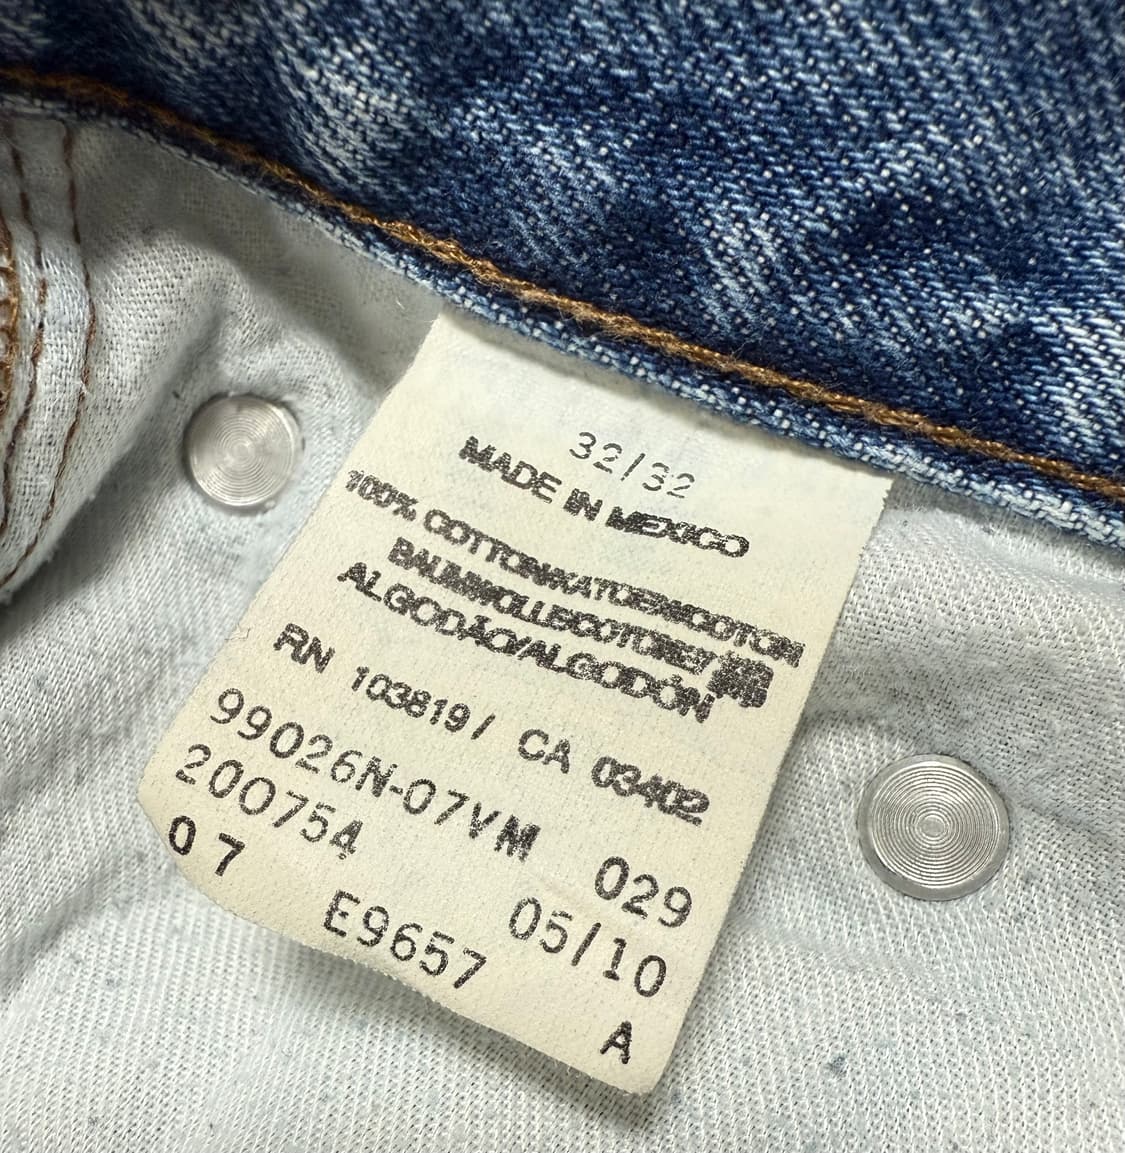 32/32
MADE IN MEXICO
100% COTTON/KATOEN/COTON
BAUMWOLLE/COTONE/
ALGODÃO/ALGODÓN
RN 103819/ CA 03402
99026N-07VM 029
200754 05/10
07 E9657 A